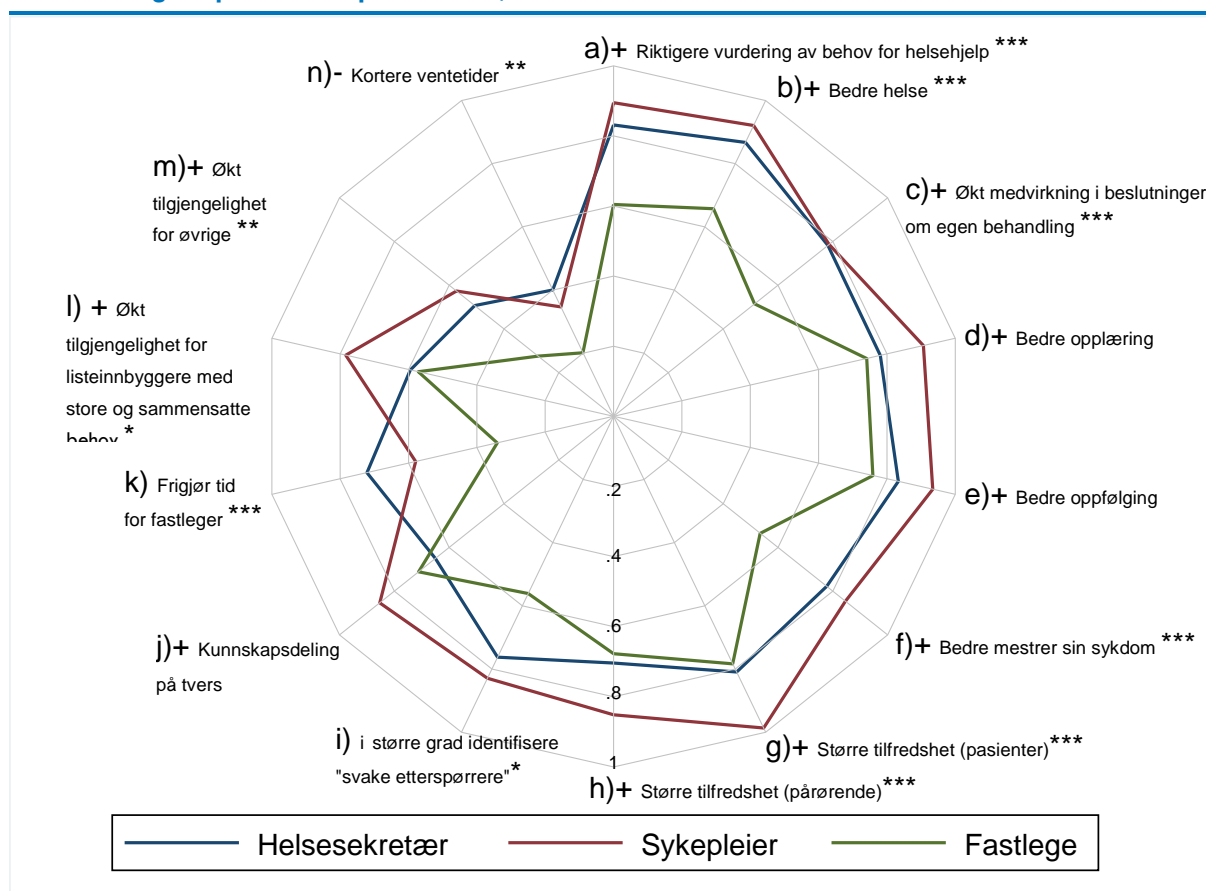 a)+ Riktigere vurdering av behov for helsehjelp ***
b)+ Bedre helse ***
c)+ Økt medvirkning i beslutninger
om egen behandling ***
d)+ Bedre opplæring
e)+ Bedre oppfølging
f)+ Bedre mestrer sin sykdom ***
g)+ Større tilfredshet (pasienter)***
h)+ Større tilfredshet (pårørende)***
i) i større grad identifisere
"svake etterspørrere"*
j)+ Kunnskapsdeling
på tvers
k) Frigjør tid
for fastleger ***
l) + Økt
tilgjengelighet for
listeinnbyggere med
store og sammensatte
behov *
m)+ Økt
tilgjengelighet
for øvrige **
n)- Kortere ventetider **
.2
.4
.6
.8
1
Helsesekretær
Sykepleier
Fastlege